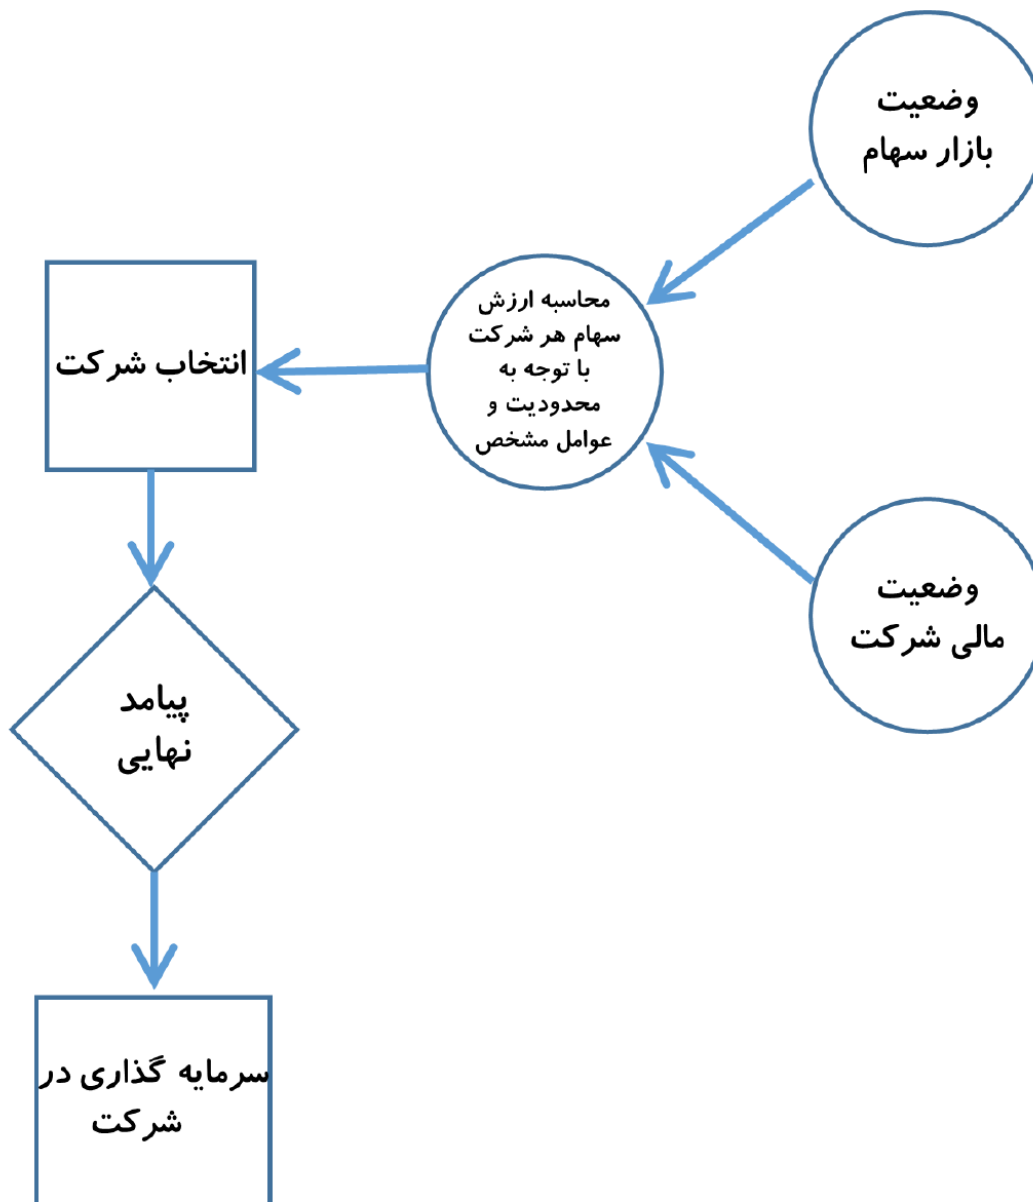 وضعیت
بازار سهام
محاسبه ارزش
سهام هر شرکت
با توجه به
محدودیت و
عوامل مشخص
انتخاب شرکت
وضعیت
مالی شرکت
پیامد
نهایی
سرمایه گذاری در
شرکت